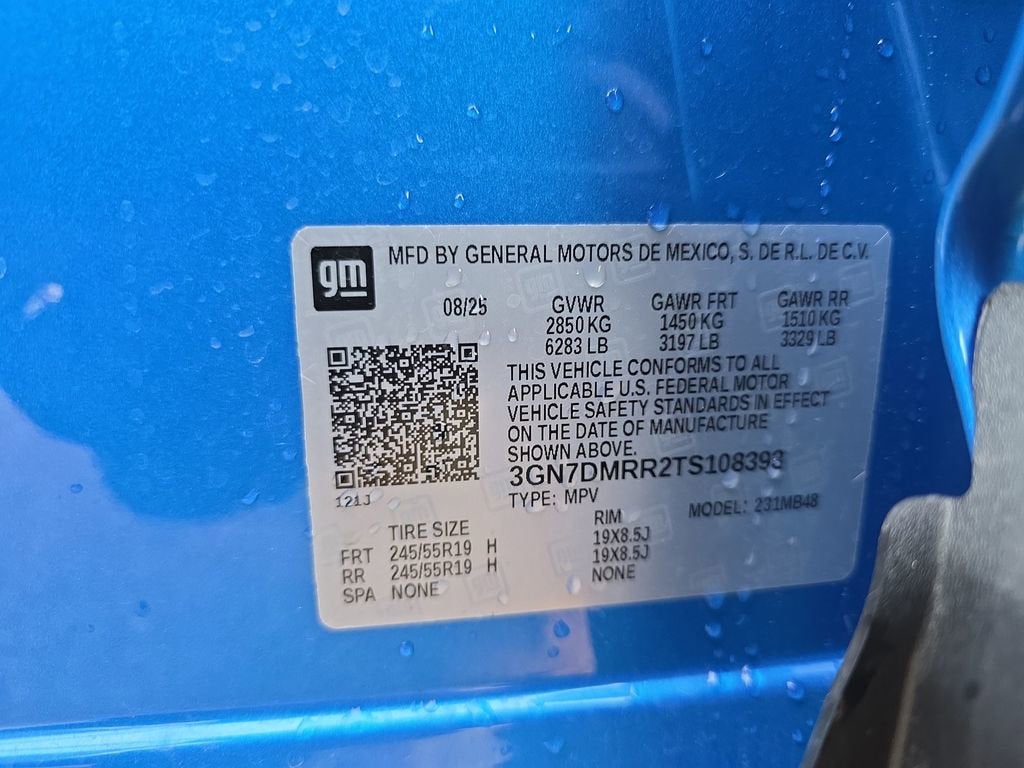 gm
MFD BY GENERAL MOTORS DE MEXICO, S. DE R.L. DE C.V.
08/25 GVWR GAWR FRT GAWR RR
2850 KG 1450 KG 1510 KG
6283 LB 3197 LB 3329 LB
THIS VEHICLE CONFORMS TO ALL
APPLICABLE U.S. FEDERAL MOTOR
VEHICLE SAFETY STANDARDS IN EFFECT
ON THE DATE OF MANUFACTURE
SHOWN ABOVE.
3GN7DMRR2TS108393
121J
TYPE: MPV MODEL: 231MB48
TIRE SIZE RIM
FRT 245/55R19 H 19X8.5J
RR 245/55R19 H 19X8.5J
SPA NONE NONE